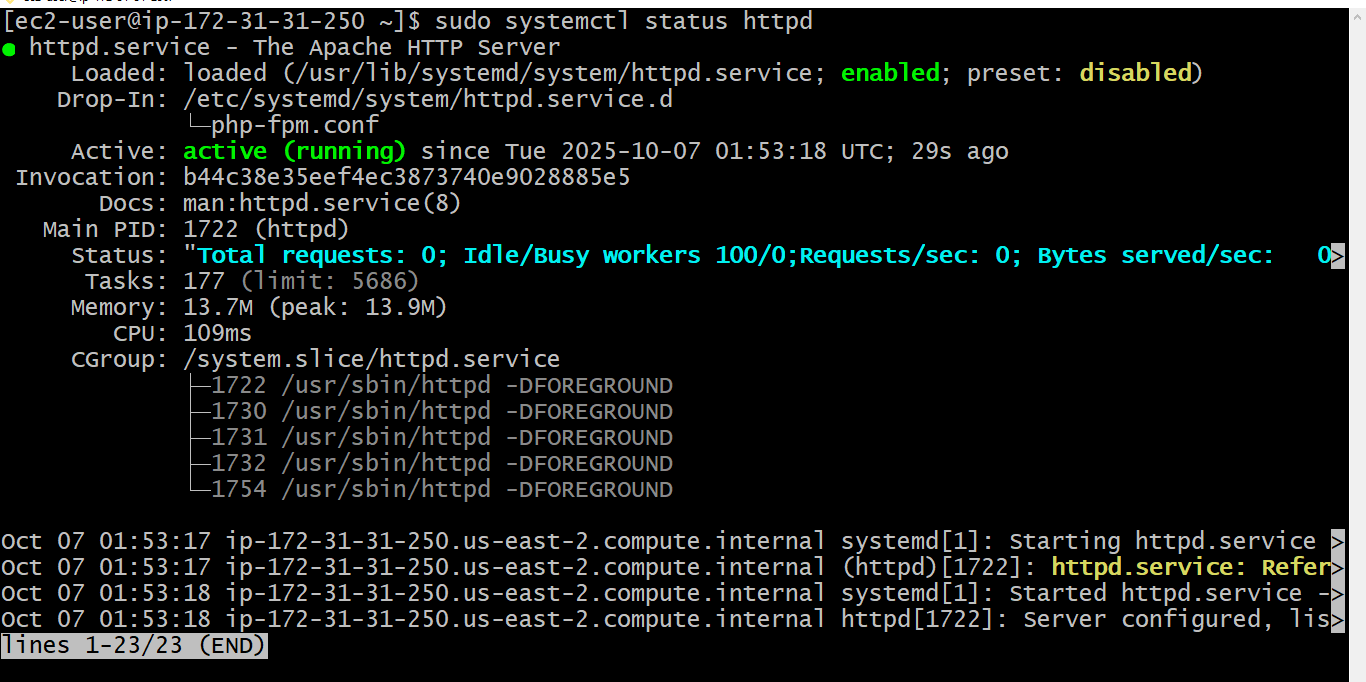 [ec2-user@ip-172-31-31-250 ~]$ sudo systemctl status httpd
● httpd.service - The Apache HTTP Server
     Loaded: loaded (/usr/lib/systemd/system/httpd.service; enabled; preset: disabled)
    Drop-In: /etc/systemd/system/httpd.service.d
             └─php-fpm.conf
     Active: active (running) since Tue 2025-10-07 01:53:18 UTC; 29s ago
 Invocation: b44c38e35eef4ec3873740e9028885e5
       Docs: man:httpd.service(8)
   Main PID: 1722 (httpd)
     Status: "Total requests: 0; Idle/Busy workers 100/0;Requests/sec: 0; Bytes served/sec:   0>
      Tasks: 177 (limit: 5686)
     Memory: 13.7M (peak: 13.9M)
        CPU: 109ms
     CGroup: /system.slice/httpd.service
             ├─1722 /usr/sbin/httpd -DFOREGROUND
             ├─1730 /usr/sbin/httpd -DFOREGROUND
             ├─1731 /usr/sbin/httpd -DFOREGROUND
             ├─1732 /usr/sbin/httpd -DFOREGROUND
             └─1754 /usr/sbin/httpd -DFOREGROUND
Oct 07 01:53:17 ip-172-31-31-250.us-east-2.compute.internal systemd[1]: Starting httpd.service >
Oct 07 01:53:17 ip-172-31-31-250.us-east-2.compute.internal (httpd)[1722]: httpd.service: Refer>
Oct 07 01:53:18 ip-172-31-31-250.us-east-2.compute.internal systemd[1]: Started httpd.service ->
Oct 07 01:53:18 ip-172-31-31-250.us-east-2.compute.internal httpd[1722]: Server configured, lis>
lines 1-23/23 (END)